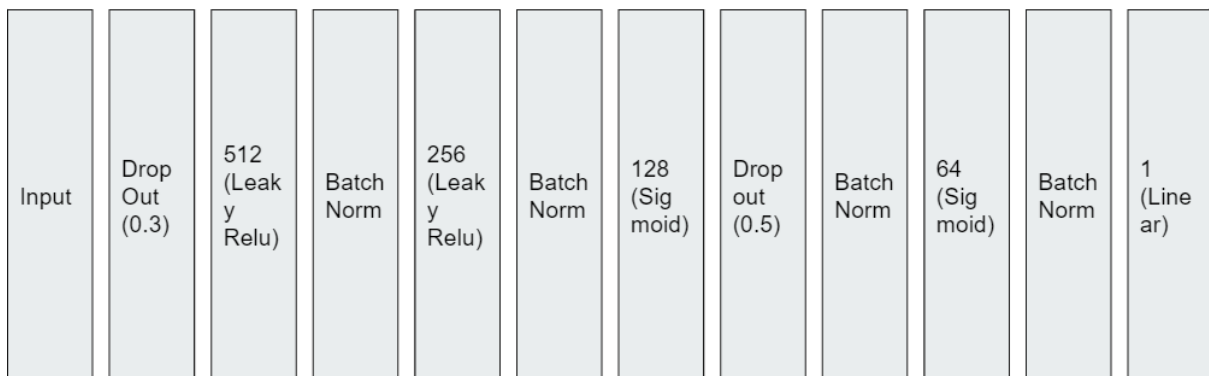 Input
Drop
Out
(0.3)
512
(Leak
y
Relu)
Batch
Norm
256
(Leak
y
Relu)
Batch
Norm
128
(Sig
moid)
Drop
out
(0.5)
Batch
Norm
64
(Sig
moid)
Batch
Norm
1
(Line
ar)